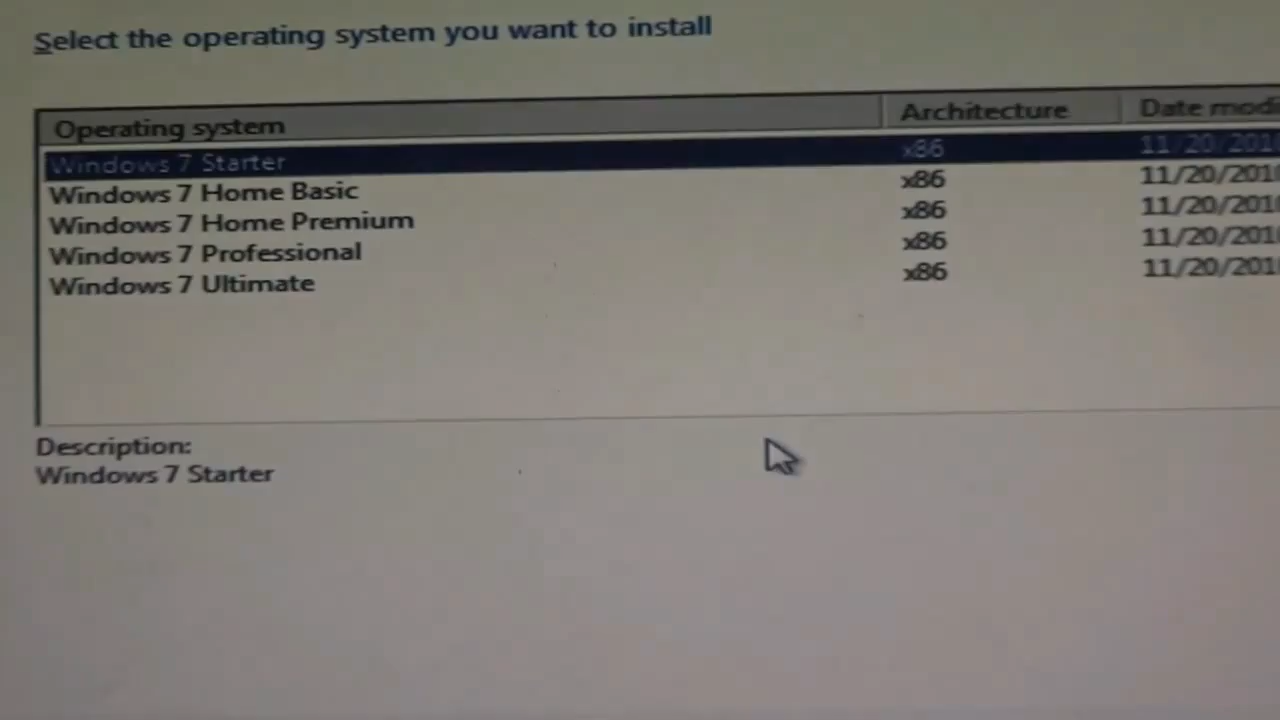 Select the operating system you want to install
Operating system Architecture Date modi
Windows 7 Starter x86 11/20/201
Windows 7 Home Basic x86 11/20/201
Windows 7 Home Premium x86 11/20/201
Windows 7 Professional x86 11/20/201
Windows 7 Ultimate x86 11/20/201
Description:
Windows 7 Starter